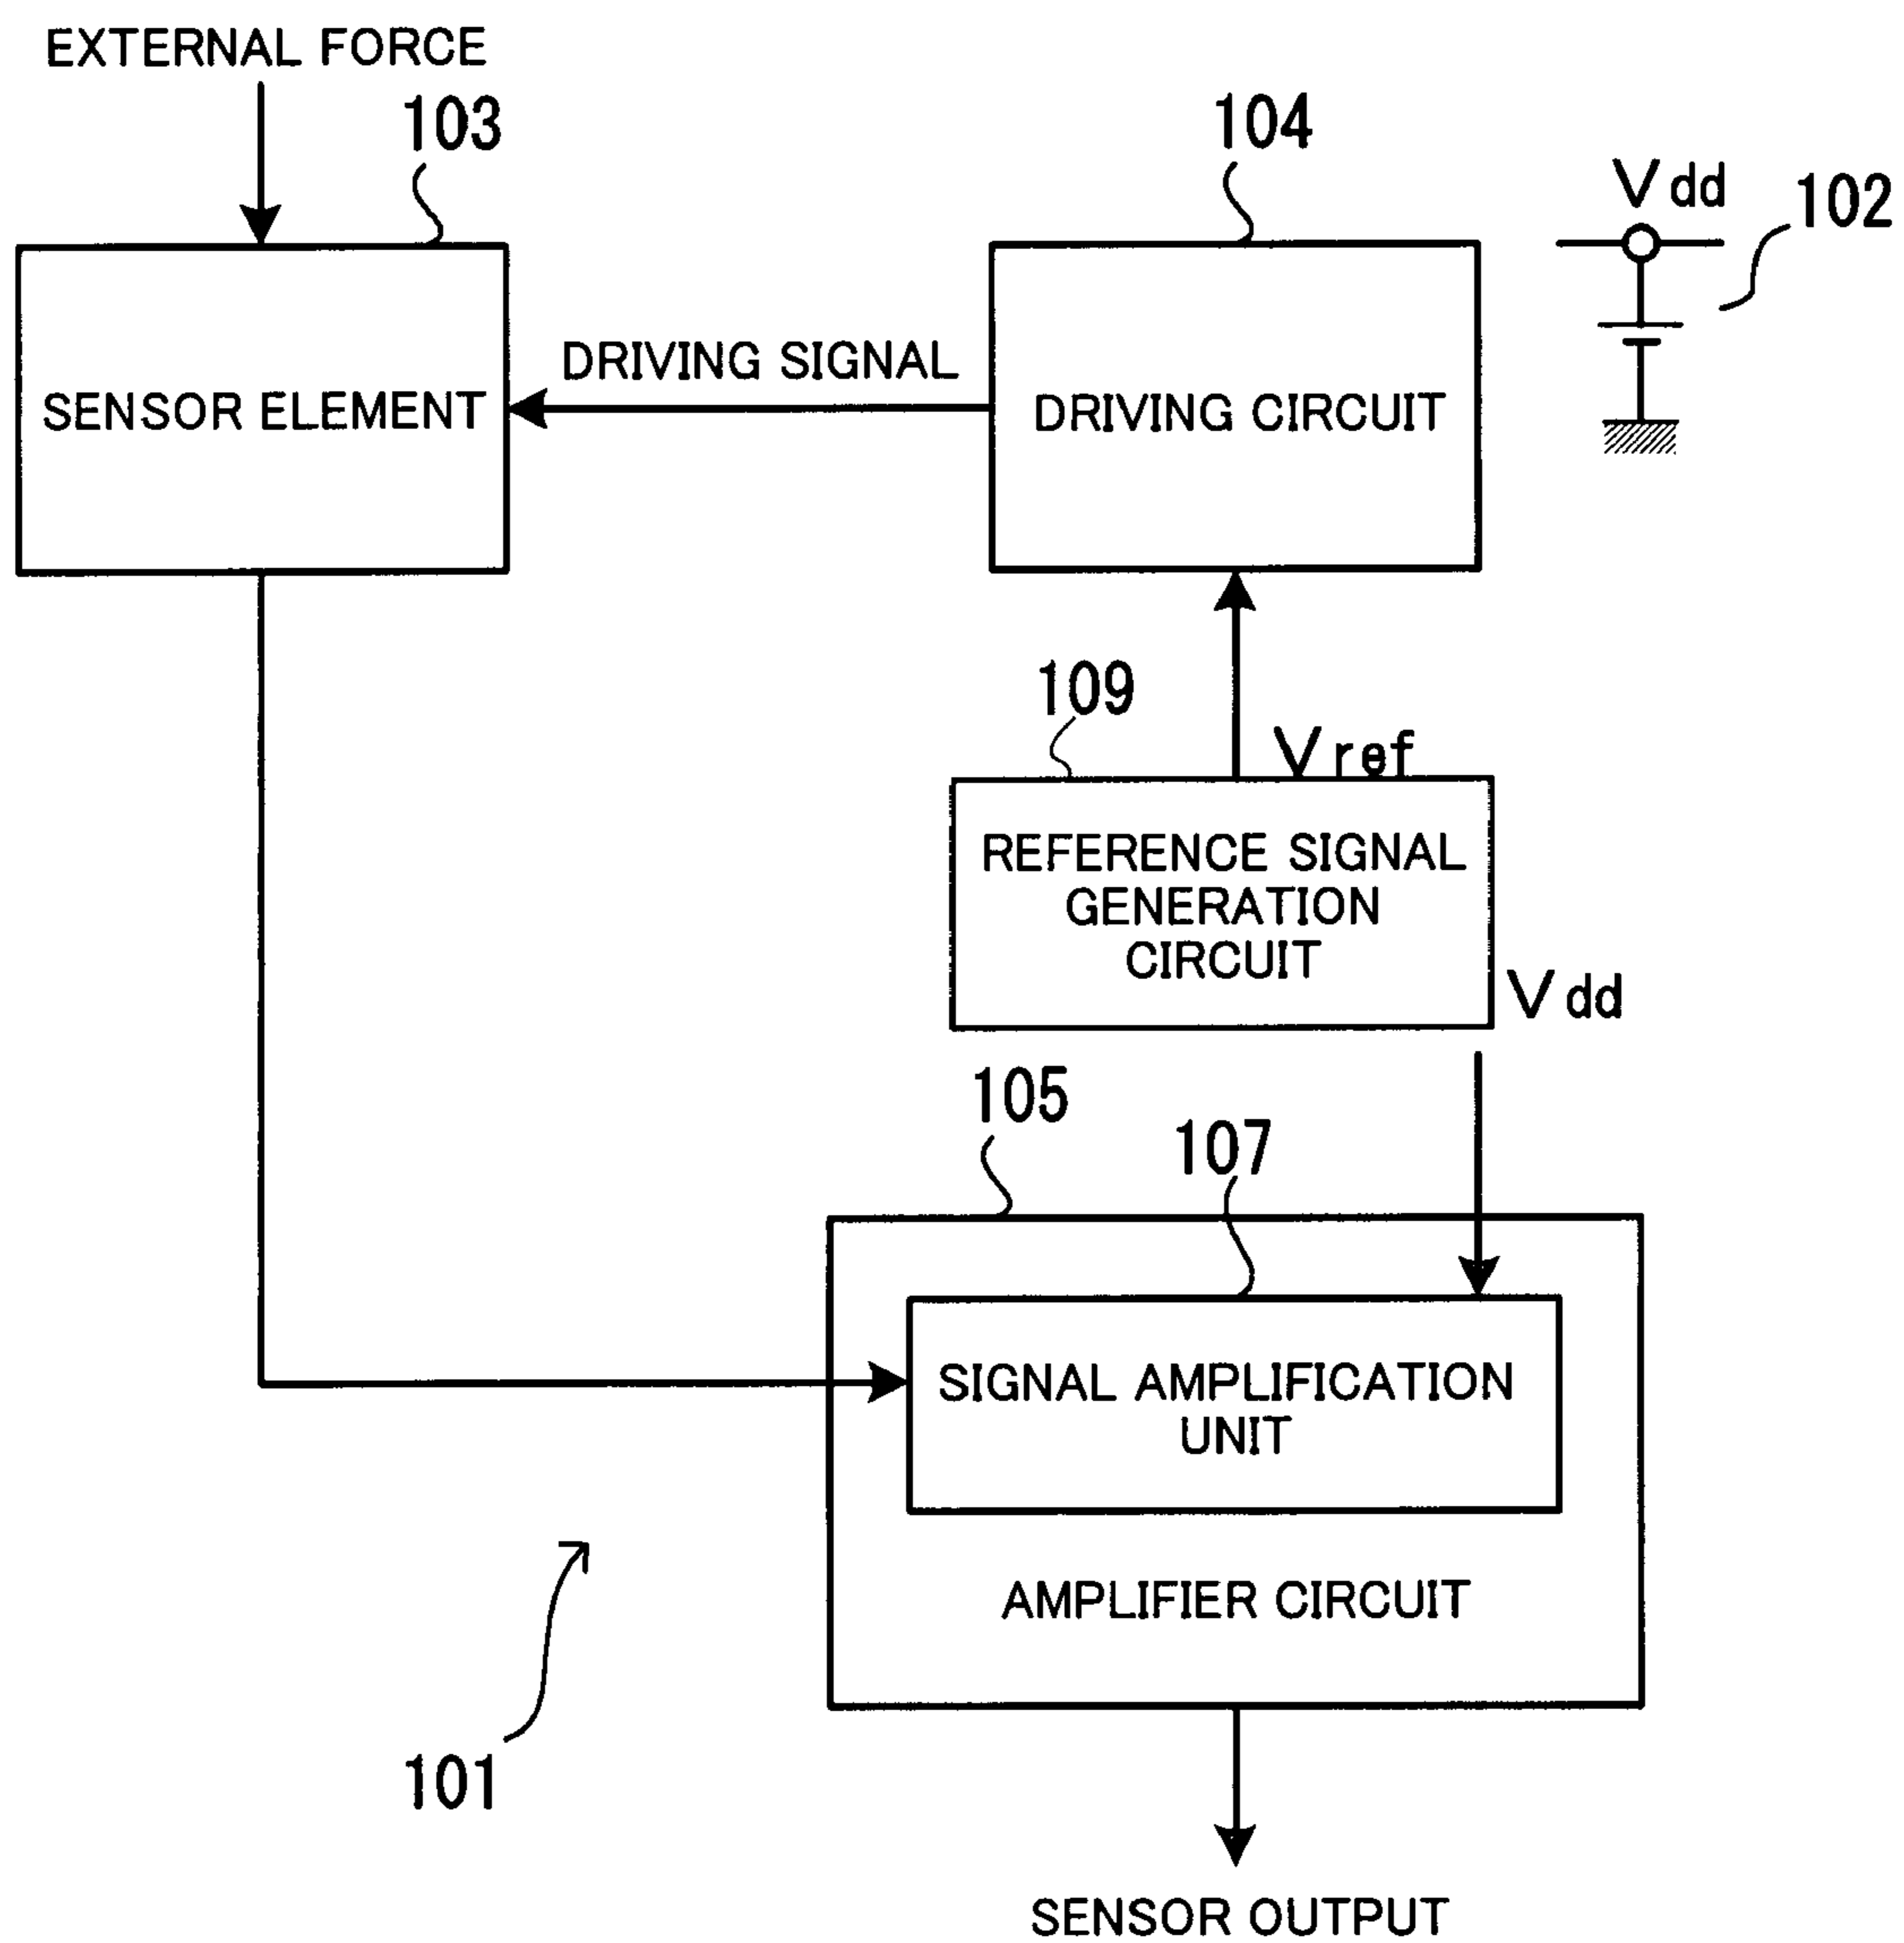 EXTERNAL FORCE
103
104
Vdd
102
SENSOR ELEMENT
DRIVING SIGNAL
DRIVING CIRCUIT
109
Vref
REFERENCE SIGNAL
GENERATION
CIRCUIT
Vdd
105
107
SIGNAL AMPLIFICATION
UNIT
AMPLIFIER CIRCUIT
101
SENSOR OUTPUT